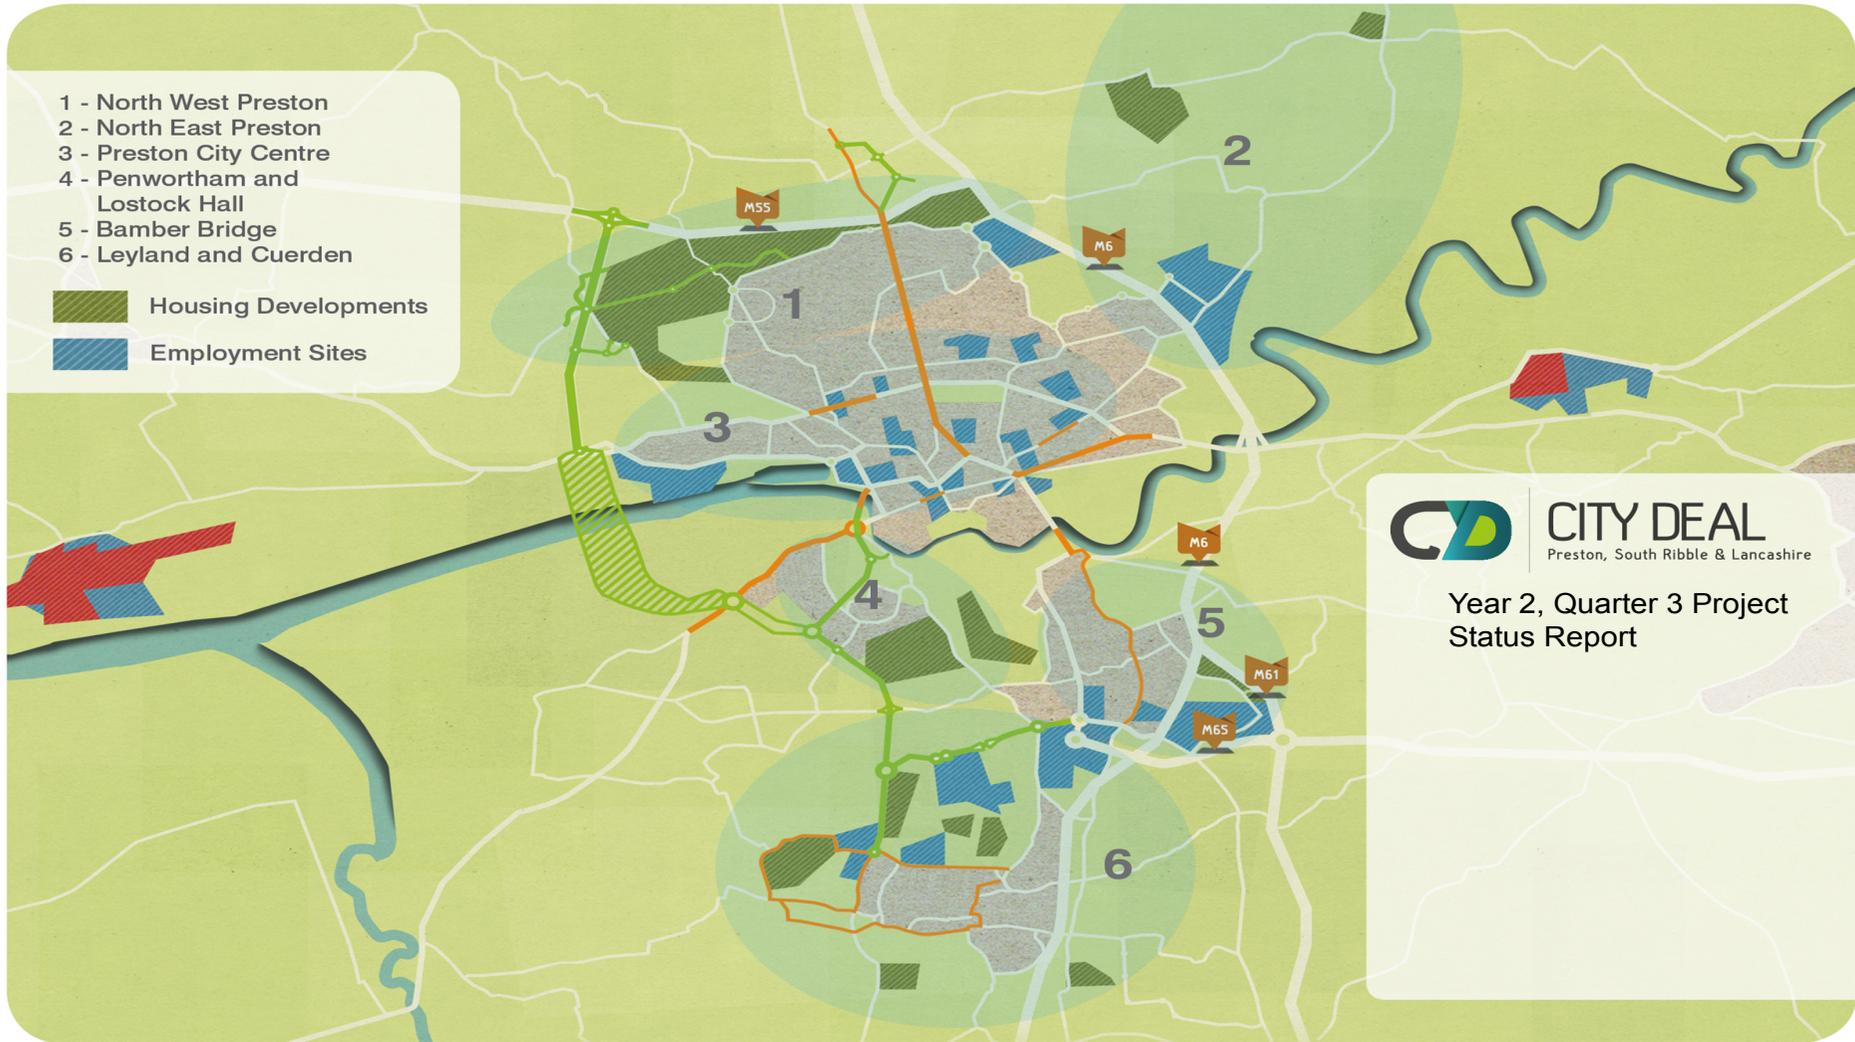 1 - North West Preston
2 - North East Preston
3 - Preston City Centre
4 - Penwortham and
Lostock Hall
5 - Bamber Bridge
6 - Leyland and Cuerden
Housing Developments
Employment Sites
2
M55
M6
1
3
M6
4
5
M61
M65
6
CITY DEAL
Preston, South Ribble & Lancashire
Year 2, Quarter 3 Project
Status Report